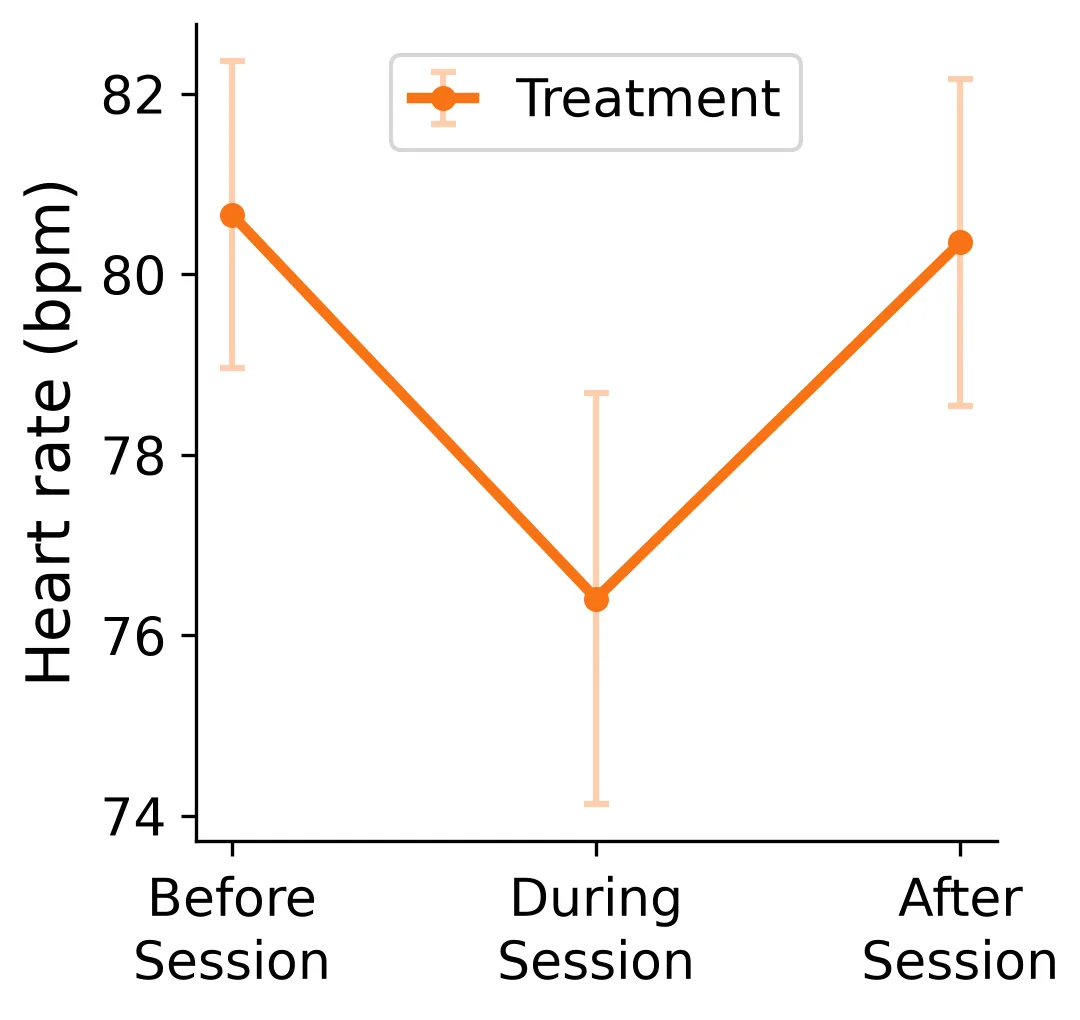 Treatment
Heart rate (bpm)
82
80
78
76
74
Before
Session
During
Session
After
Session